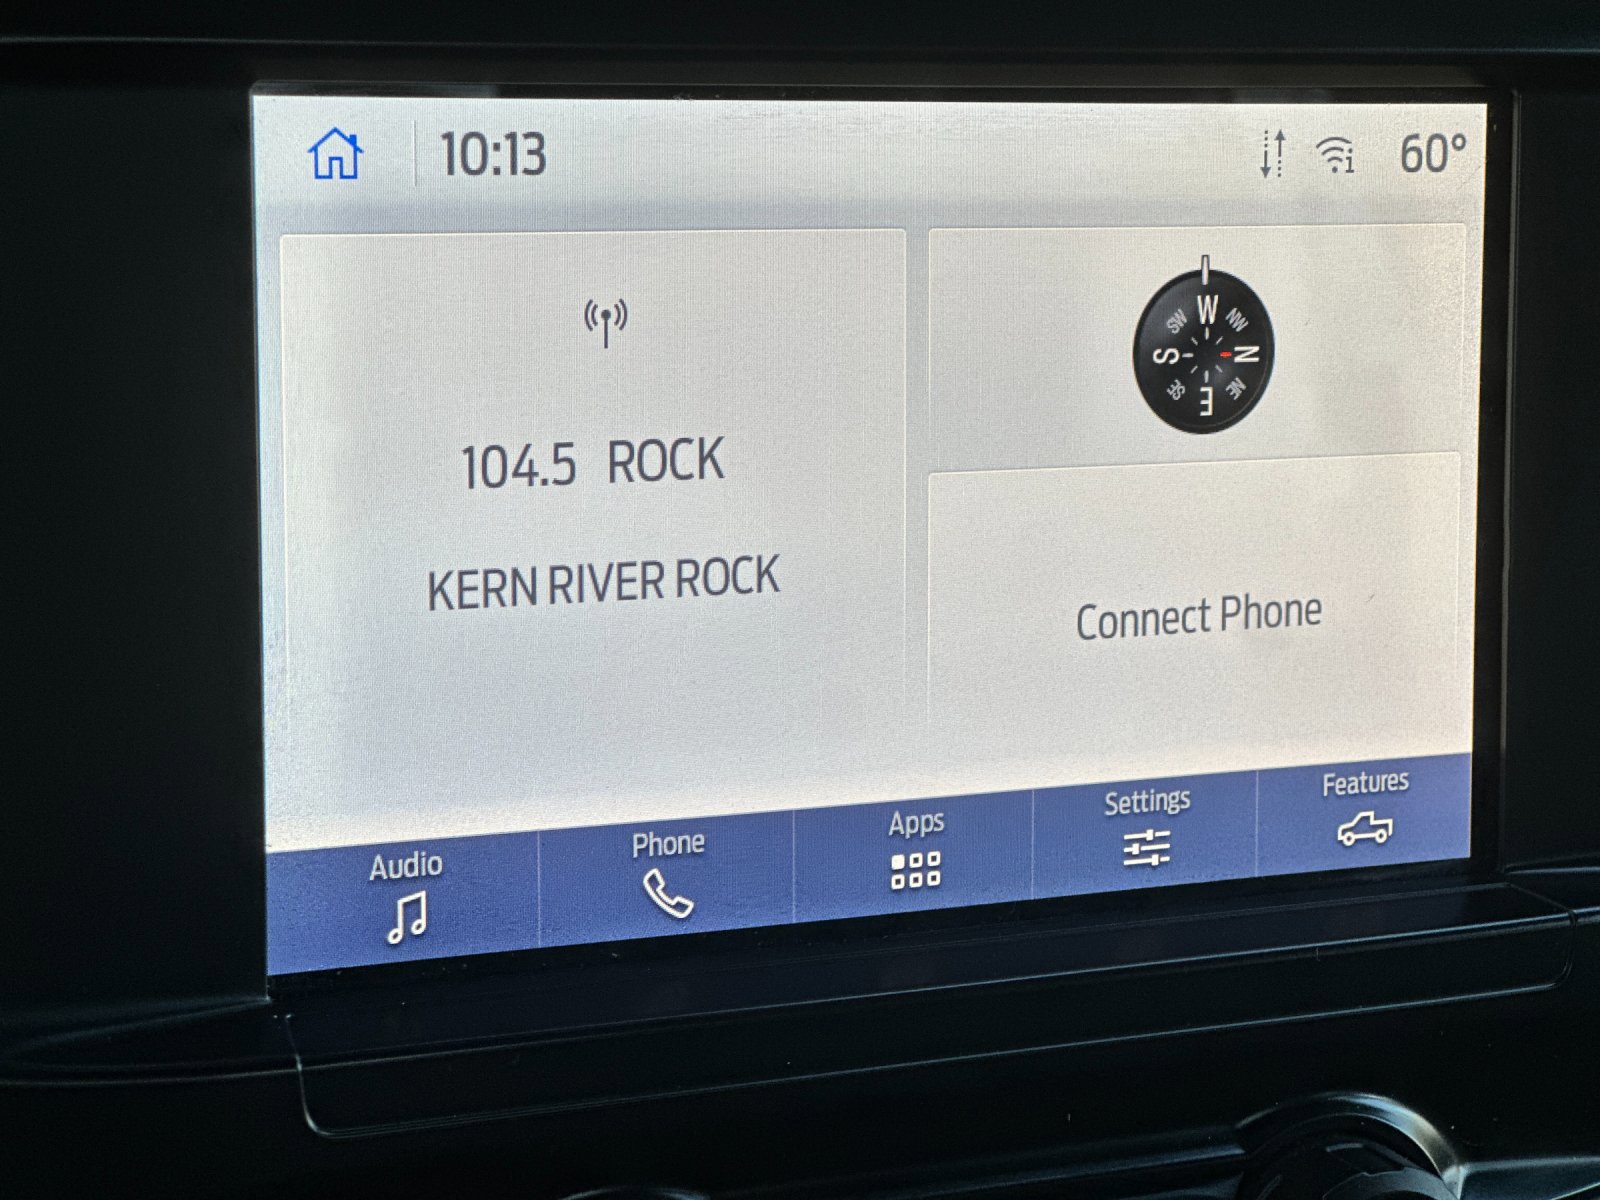 10:13
60°
104.5 ROCK
KERN RIVER ROCK
W
SW
NW
S
N
SE
NE
E
Connect Phone
Audio
Phone
Apps
Settings
Features